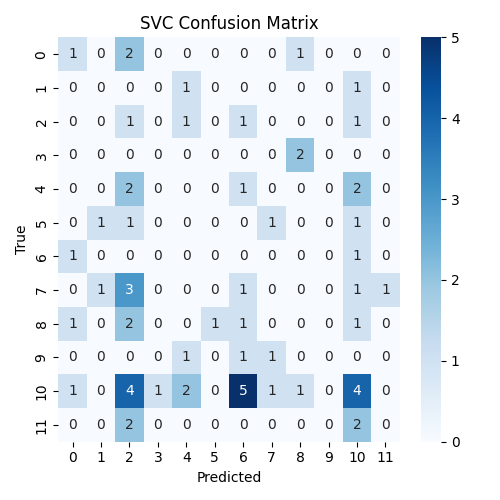 SVC Confusion Matrix
0 1 0 2 0 0 0 0 0 1 0 0 0
1 0 0 0 0 1 0 0 0 0 0 1 0
2 0 0 1 0 1 0 1 0 0 0 1 0
3 0 0 0 0 0 0 0 0 2 0 0 0
4 0 0 2 0 0 0 1 0 0 0 2 0
5 0 1 1 0 0 0 0 1 0 0 1 0
6 1 0 0 0 0 0 0 0 0 0 1 0
7 0 1 3 0 0 0 1 0 0 0 1 1
8 1 0 2 0 0 1 1 0 0 0 1 0
9 0 0 0 0 1 0 1 1 0 0 0 0
10 1 0 4 1 2 0 5 1 1 0 4 0
11 0 0 2 0 0 0 0 0 0 0 2 0
0 1 2 3 4 5 6 7 8 9 10 11
Predicted
True
5
4
3
2
1
0